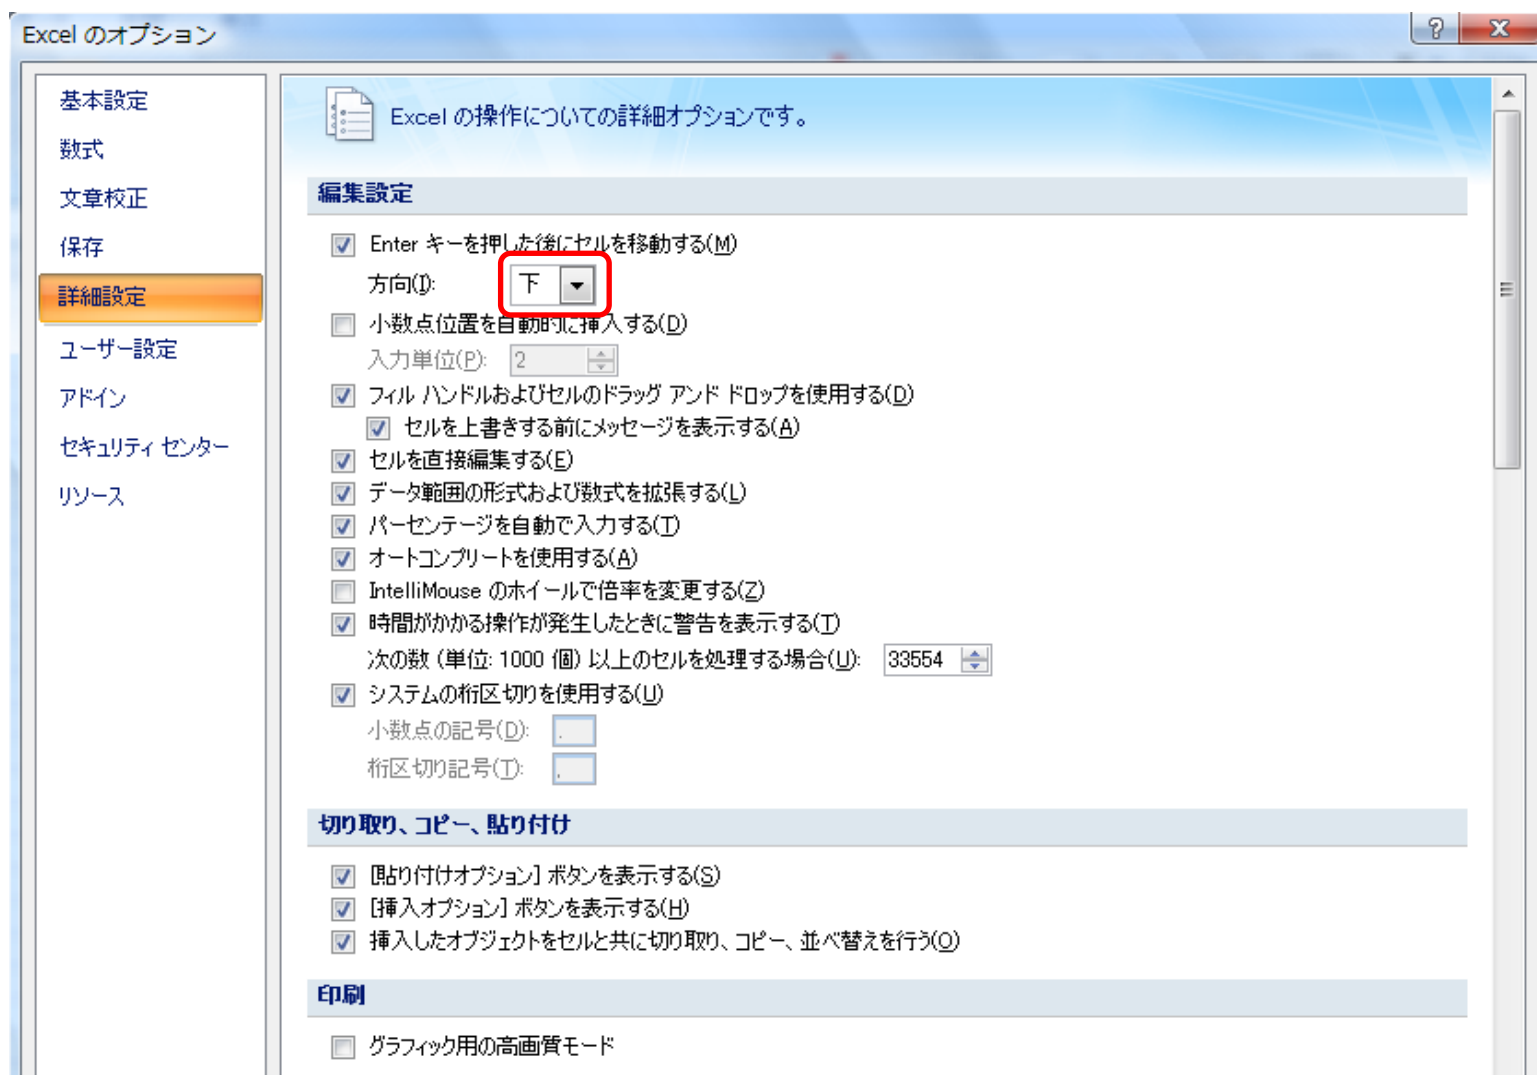 Excel のオプション
基本設定
数式
文章校正
保存
詳細設定
ユーザー設定
アドイン
セキュリティ センター
リソース
Excel の操作についての詳細オプションです。
編集設定
Enter キーを押した後にセルを移動する(M)
方向(I): 下
小数点位置を自動的に挿入する(D)
入力単位(P): 2
フィル ハンドルおよびセルのドラッグ アンド ドロップを使用する(D)
セルを上書きする前にメッセージを表示する(A)
セルを直接編集する(E)
データ範囲の形式および数式を拡張する(L)
パーセンテージを自動で入力する(T)
オートコンプリートを使用する(A)
IntelliMouse のホイールで倍率を変更する(Z)
時間がかかる操作が発生したときに警告を表示する(T)
次の数 (単位: 1000 個) 以上のセルを処理する場合(U): 33554
システムの桁区切りを使用する(U)
小数点の記号(D): .
桁区切り記号(T): ,
切り取り、コピー、貼り付け
[貼り付けオプション] ボタンを表示する(S)
[挿入オプション] ボタンを表示する(H)
挿入したオブジェクトをセルと共に切り取り、コピー、並べ替えを行う(O)
印刷
グラフィック用の高画質モード